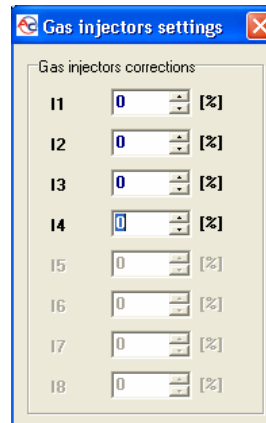 AC Gas injectors settings
Gas injectors corrections
I1 0 [%]
I2 0 [%]
I3 0 [%]
I4 0 [%]
I5 0 [%]
I6 0 [%]
I7 0 [%]
I8 0 [%]